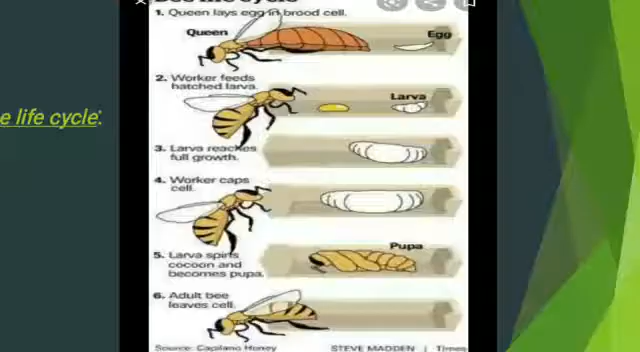 Bee life cycle
1. Queen lays egg in brood cell.
Queen
Egg
2. Worker feeds
hatched larva.
Larva
3. Larva reaches
full growth.
4. Worker caps
cell.
5. Larva spins
cocoon and
becomes pupa.
Pupa
6. Adult bee
leaves cell.
Source: Capilano Honey
STEVE MADDEN | Times
e life cycle: